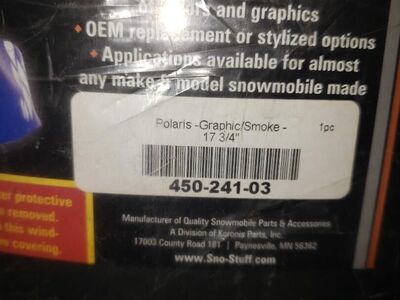 and graphics
• OEM replacement or stylized options
• Applications available for almost
any make & model snowmobile made
Polaris -Graphic/Smoke -
17 3/4"
1pc
450-241-03
protective
removed.
this wind-
covering.
Manufacturer of Quality Snowmobile Parts & Accessories
A Division of Koronis Parts, Inc.
17003 County Road 181 | Paynesville, MN 56362
www.Sno-Stuff.com